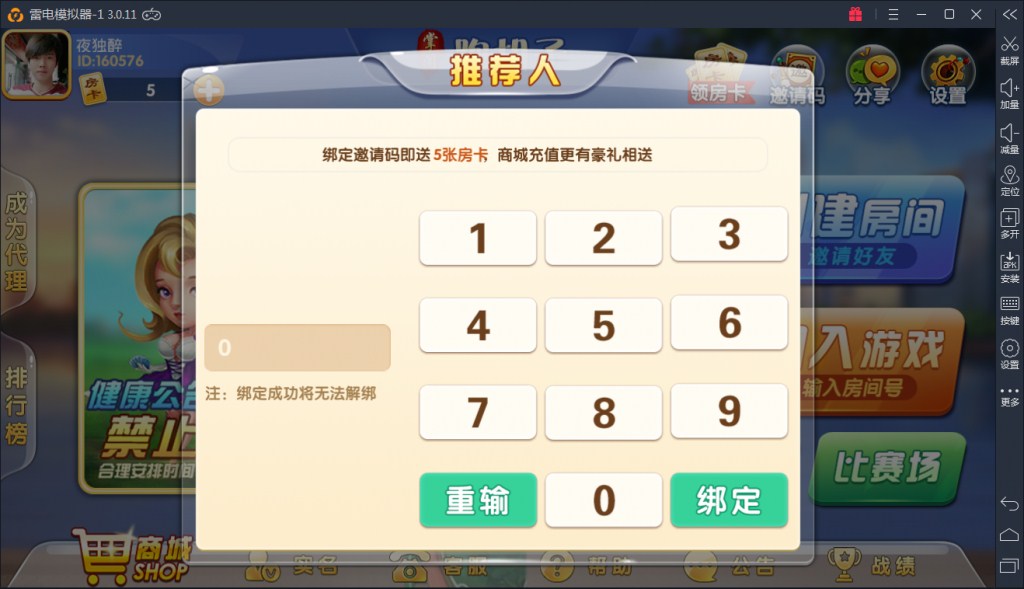 雷电模拟器-1 3.0.11
夜独醉
ID:160576
房卡
5
推荐人
领房卡
邀请码
分享
设置
绑定邀请码即送5张房卡 商城充值更有豪礼相送
1
2
3
4
5
6
7
8
9
重输
0
绑定
0
注：绑定成功将无法解绑
成为代理
排行榜
健康公告
禁止
合理安排时间
建房间
邀请好友
入游戏
输入房间号
比赛场
商城
SHOP
实名
客服
帮助
公告
战绩
截屏
加量
减量
定位
多开
APK
安装
按键
设置
更多